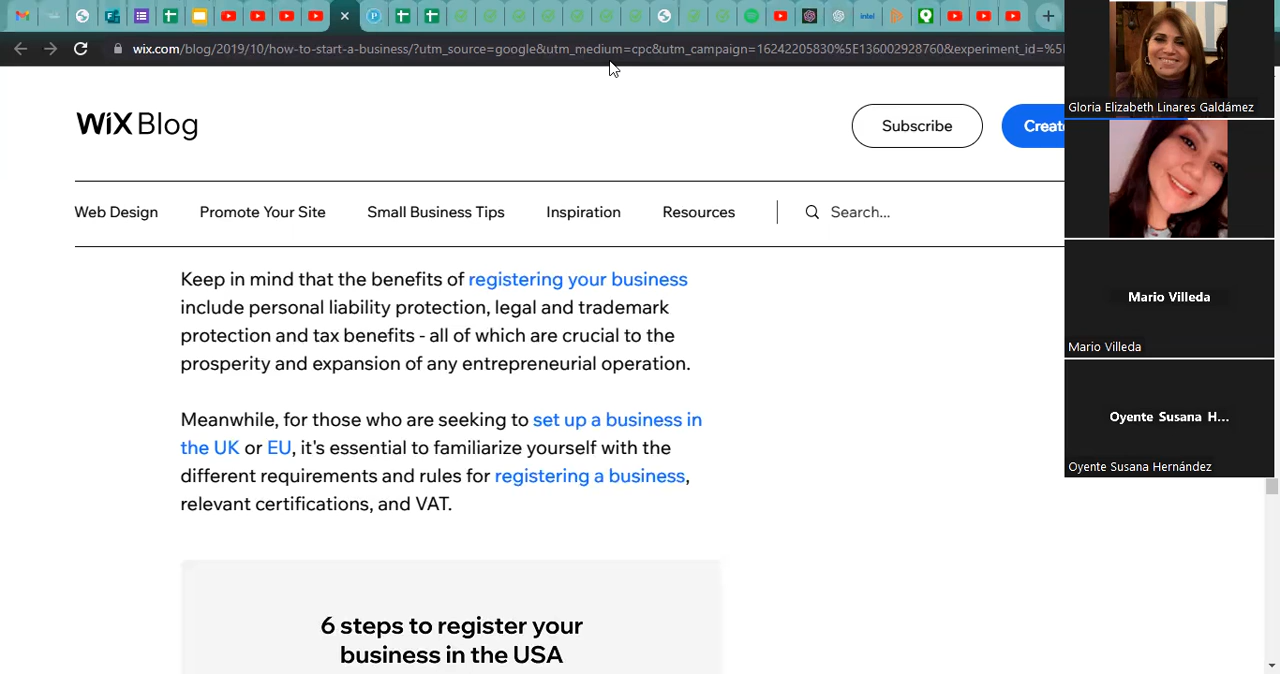 wix.com/blog/2019/10/how-to-start-a-business/?utm_source=google&utm_medium=cpc&utm_campaign=16242205830%5E136002928760&experiment_id=%5
WiX Blog
Subscribe
Create
Web Design
Promote Your Site
Small Business Tips
Inspiration
Resources
Search...
Keep in mind that the benefits of registering your business
include personal liability protection, legal and trademark
protection and tax benefits - all of which are crucial to the
prosperity and expansion of any entrepreneurial operation.
Meanwhile, for those who are seeking to set up a business in
the UK or EU, it's essential to familiarize yourself with the
different requirements and rules for registering a business,
relevant certifications, and VAT.
6 steps to register your
business in the USA
Gloria Elizabeth Linares Galdámez
Mario Villeda
Mario Villeda
Oyente Susana H...
Oyente Susana Hernández